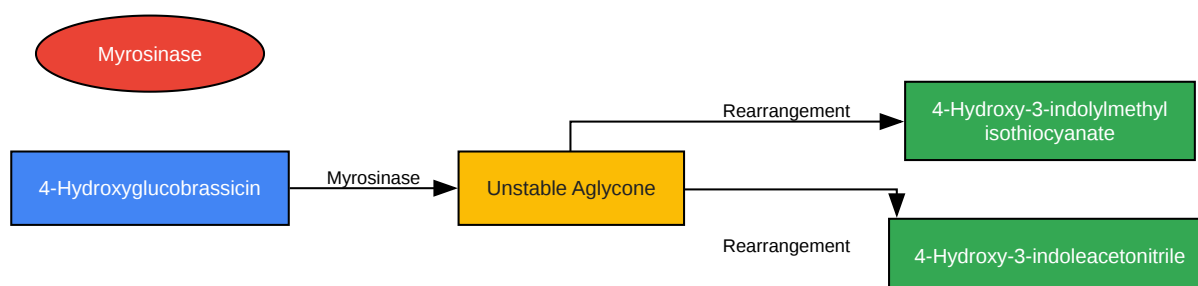 Myrosinase
Rearrangement
4-Hydroxy-3-indolylmethyl
isothiocyanate
4-Hydroxyglucobrassicin
Myrosinase
Unstable Aglycone
Rearrangement
4-Hydroxy-3-indoleacetonitrile